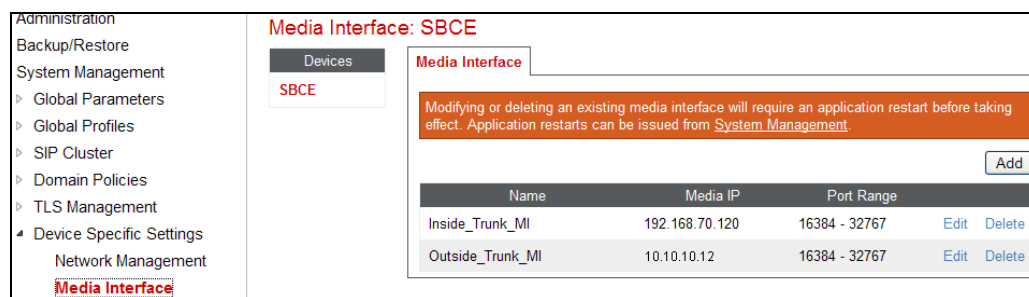 Administration
Backup/Restore
System Management
Global Parameters
Global Profiles
SIP Cluster
Domain Policies
TLS Management
Device Specific Settings
Network Management
Media Interface
Media Interface: SBCE
Devices
SBCE
Media Interface
Modifying or deleting an existing media interface will require an application restart before taking
effect. Application restarts can be issued from System Management.
Add
Name Media IP Port Range
Inside_Trunk_MI 192.168.70.120 16384 - 32767 Edit Delete
Outside_Trunk_MI 10.10.10.12 16384 - 32767 Edit Delete